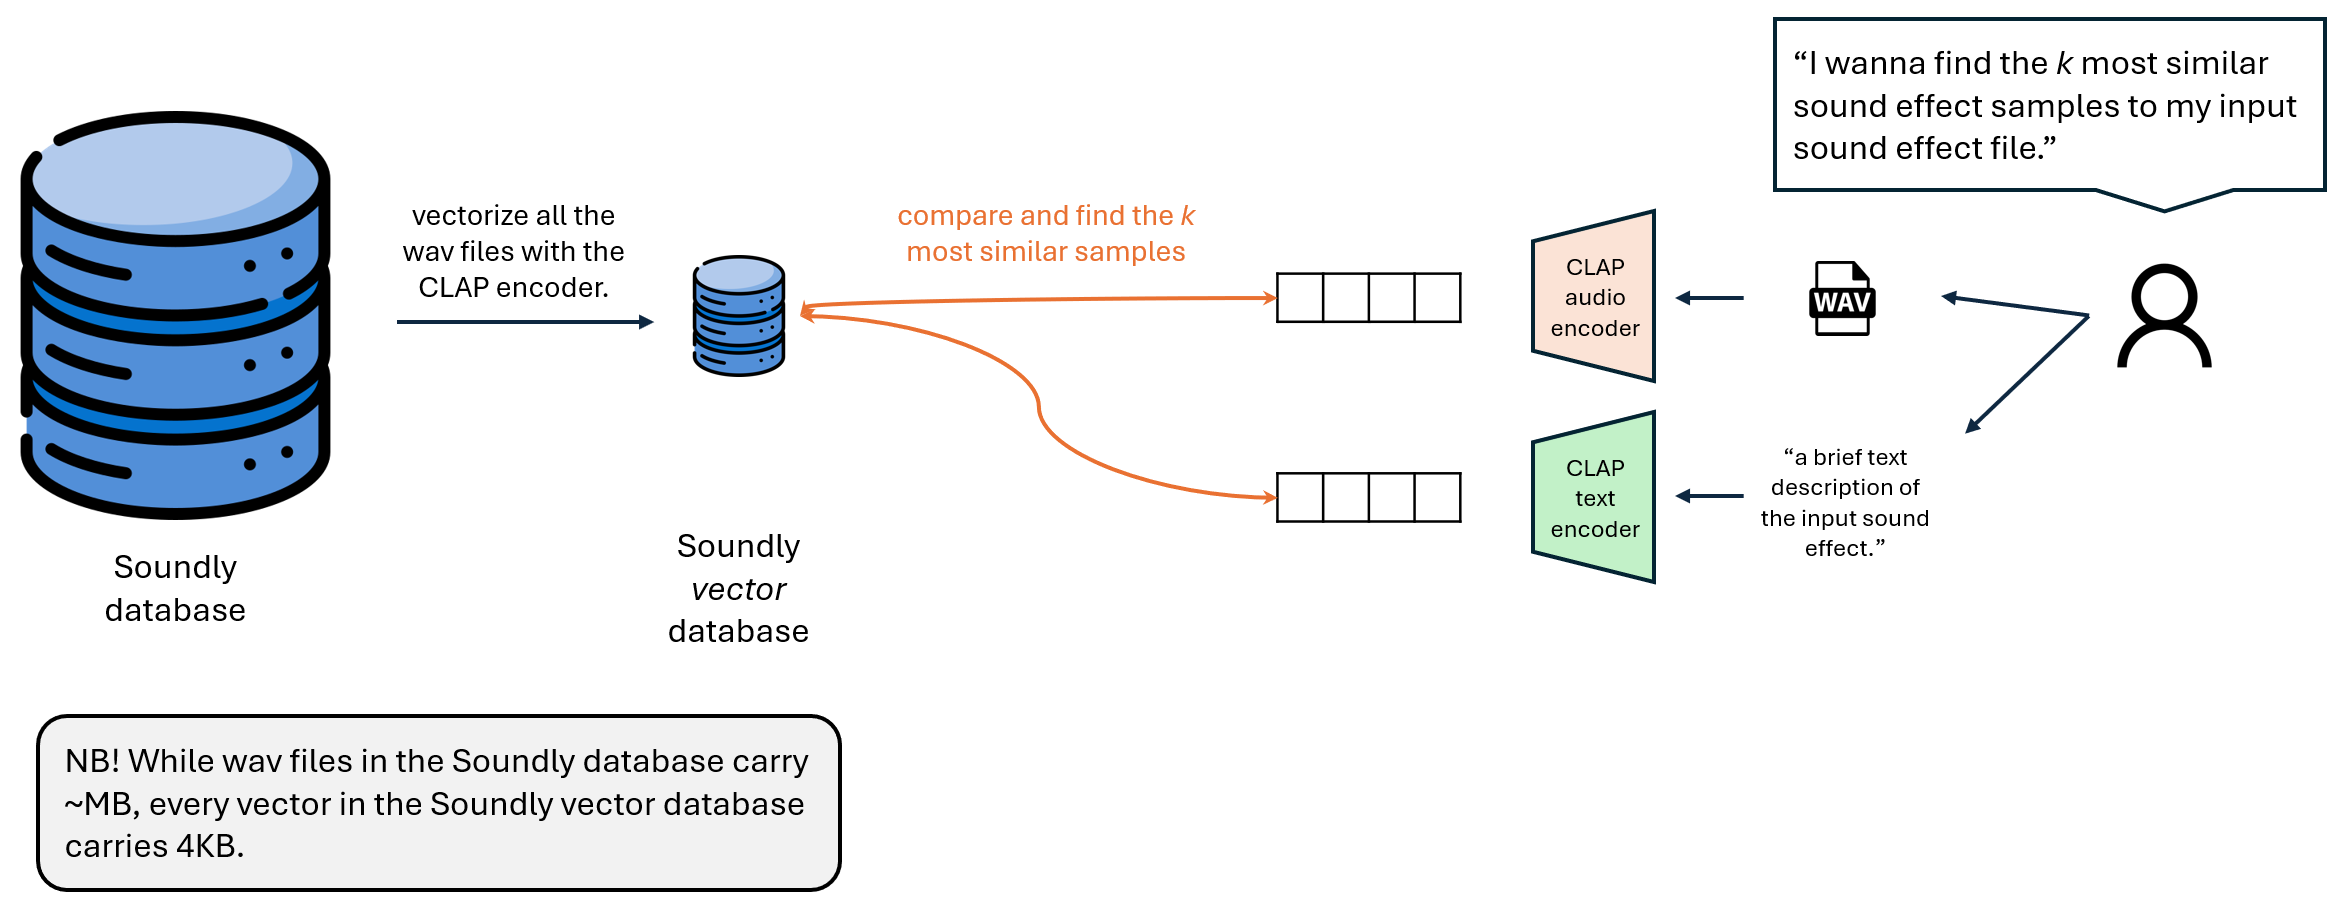 “I wanna find the k most similar
sound effect samples to my input
sound effect file.”
vectorize all the
wav files with the
CLAP encoder.
compare and find the k
most similar samples
CLAP
audio
encoder
WAV
CLAP
text
encoder
“a brief text
description of
the input sound
effect.”
Soundly
database
Soundly
vector
database
NB! While wav files in the Soundly database carry
~MB, every vector in the Soundly vector database
carries 4KB.